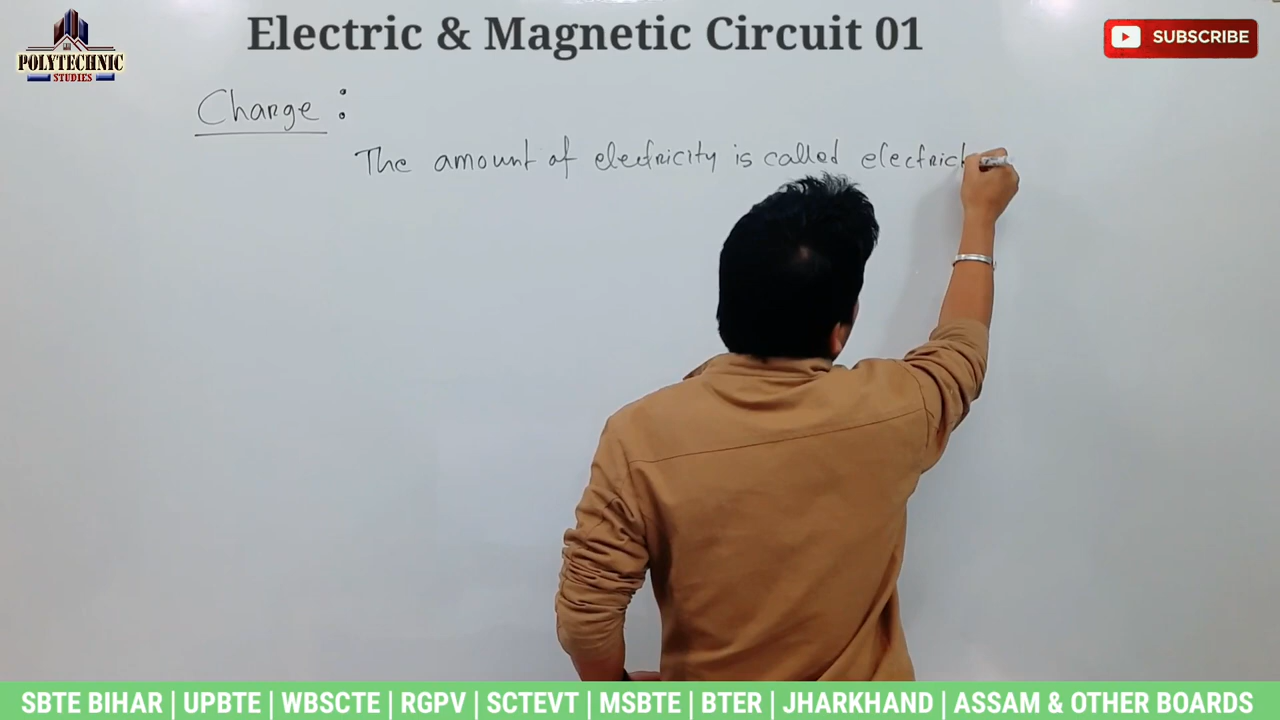 Electric & Magnetic Circuit 01
POLYTECHNIC
STUDIES
SUBSCRIBE
Charge :
The amount of electricity is called electric
SBTE BIHAR | UPBTE | WBSCTE | RGPV | SCTEVT | MSBTE | BTER | JHARKHAND | ASSAM & OTHER BOARDS